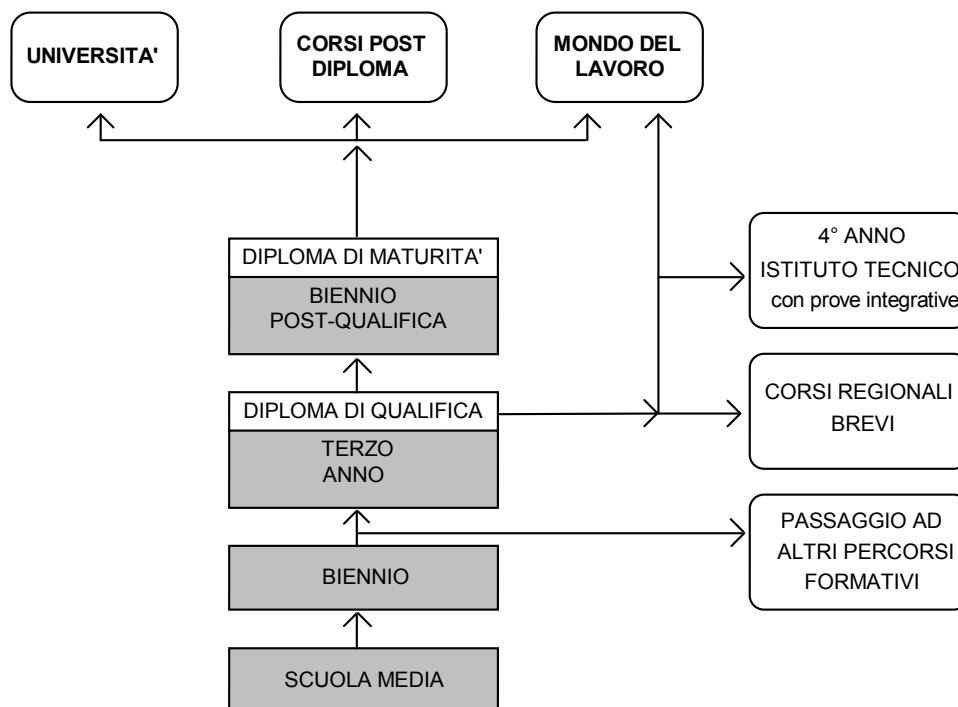 UNIVERSITA'
CORSI POST
DIPLOMA
MONDO DEL
LAVORO
4° ANNO
ISTITUTO TECNICO
con prove integrative
DIPLOMA DI MATURITA'
BIENNIO
POST-QUALIFICA
CORSI REGIONALI
BREVI
DIPLOMA DI QUALIFICA
TERZO
ANNO
PASSAGGIO AD
ALTRI PERCORSI
FORMATIVI
BIENNIO
SCUOLA MEDIA